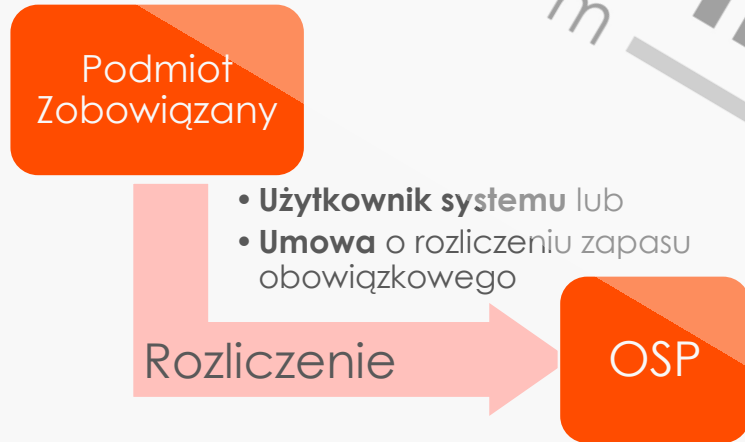 m
Podmiot
Zobowiązany
• Użytkownik systemu lub
• Umowa o rozliczeniu zapasu
obowiązkowego
Rozliczenie
OSP